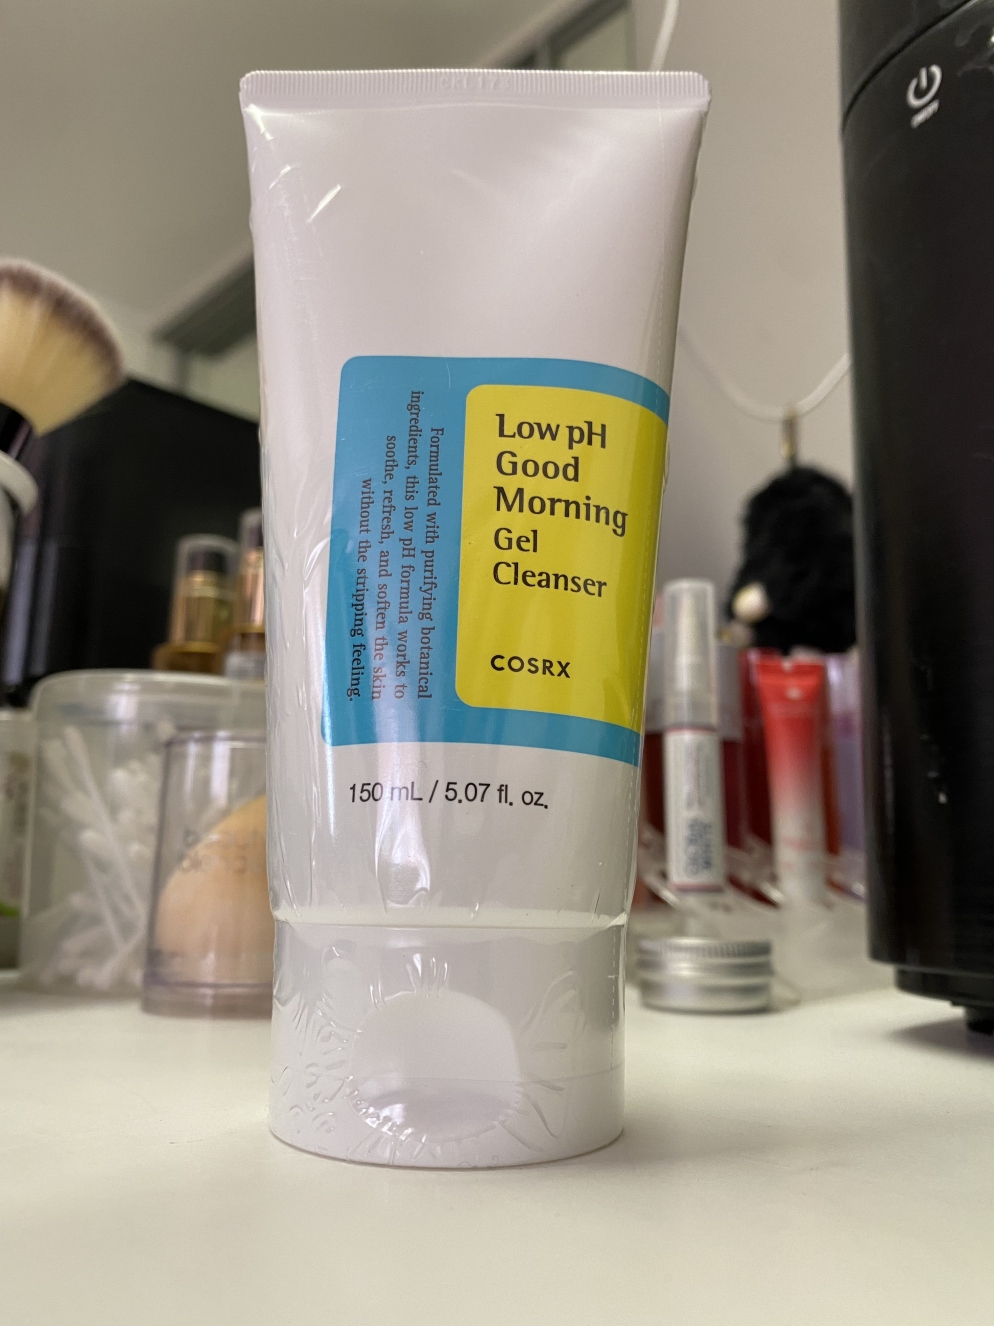 Low pH
Good
Morning
Gel
Cleanser
COSRX
Formulated with purifying botanical
ingredients, this low pH formula works to
soothe, refresh, and soften the skin
without the stripping feeling.
150 mL / 5.07 fl. oz.